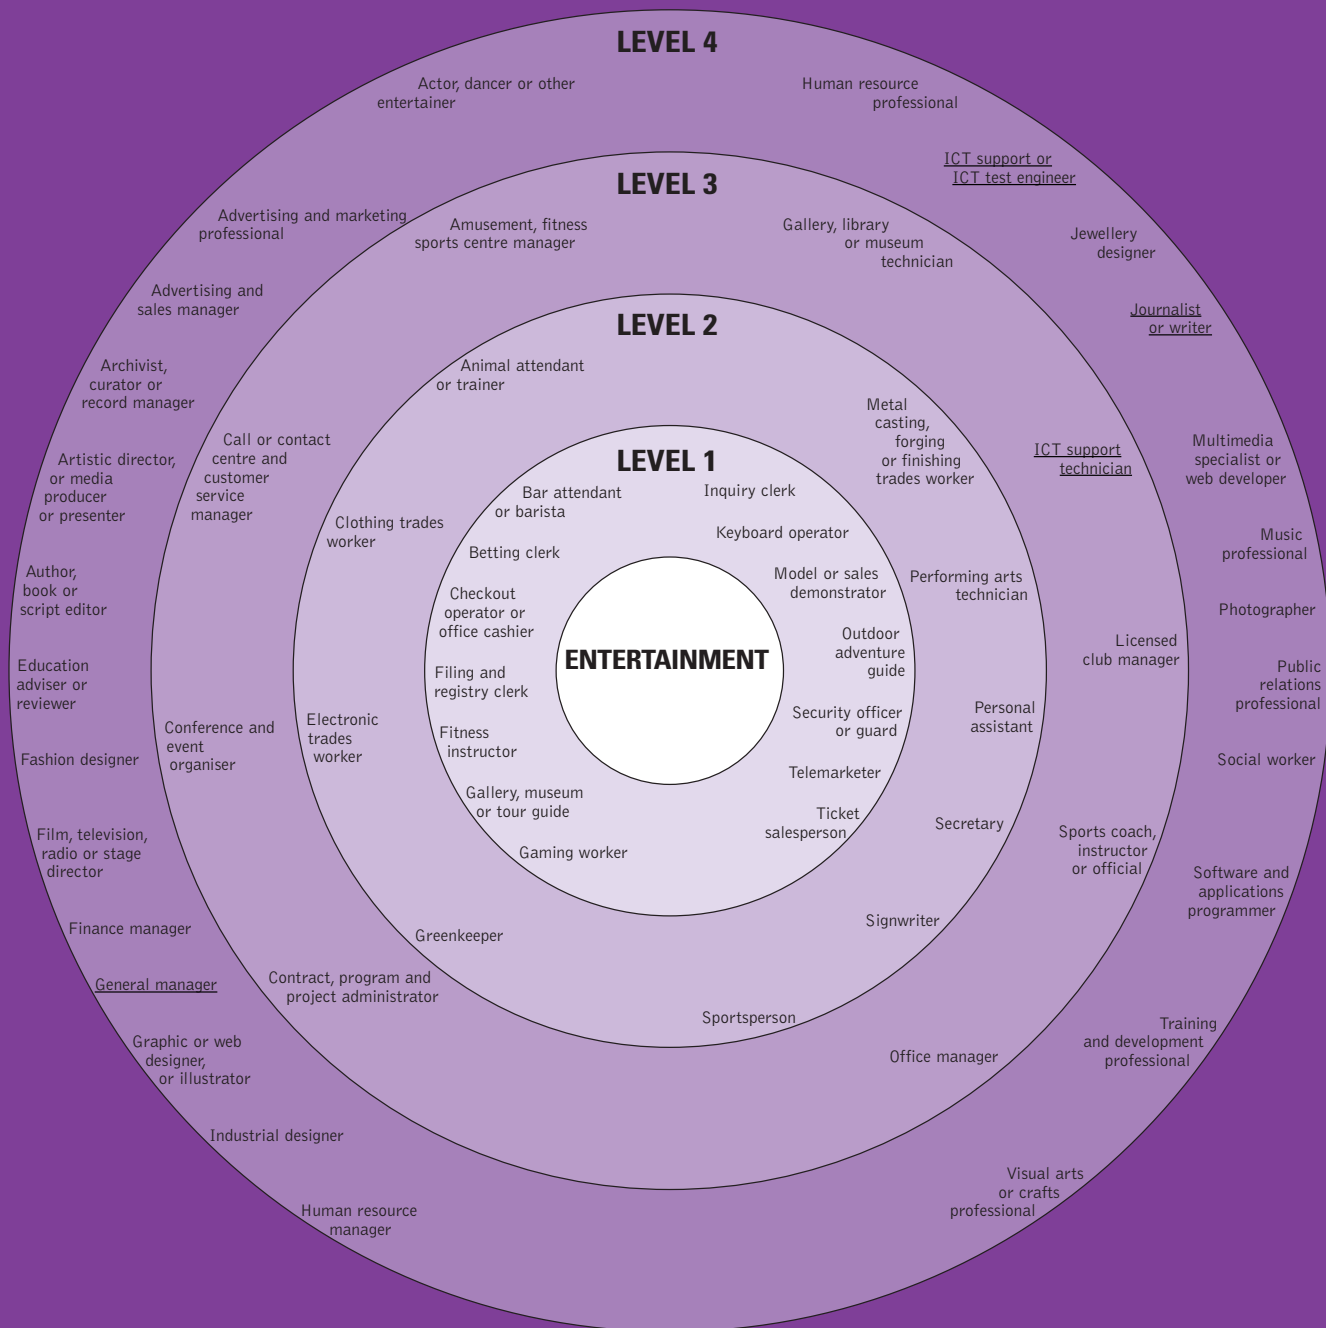 LEVEL 4
Actor, dancer or other
entertainer
Human resource
professional
ICT support or
ICT test engineer
Advertising and marketing
professional
Jewellery
designer
Advertising and
sales manager
Journalist
or writer
Archivist,
curator or
record manager
Artistic director,
or media
producer
or presenter
Multimedia
specialist or
web developer
Music
professional
Author,
book or
script editor
Photographer
Education
adviser or
reviewer
Public
relations
professional
Fashion designer
Social worker
Film, television,
radio or stage
director
Software and
applications
programmer
Finance manager
General manager
Graphic or web
designer,
or illustrator
Training
and development
professional
Industrial designer
Visual arts
or crafts
professional
Human resource
manager
LEVEL 3
Amusement, fitness
sports centre manager
Gallery, library
or museum
technician
Call or contact
centre and
customer
service
manager
ICT support
technician
Licensed
club manager
Conference and
event
organiser
Sports coach,
instructor
or official
Contract, program and
project administrator
Office manager
LEVEL 2
Animal attendant
or trainer
Metal
casting,
forging
or finishing
trades worker
Clothing trades
worker
Performing arts
technician
Electronic
trades
worker
Personal
assistant
Secretary
Greenkeeper
Signwriter
Sportsperson
LEVEL 1
Bar attendant
or barista
Inquiry clerk
Betting clerk
Keyboard operator
Checkout
operator or
office cashier
Model or sales
demonstrator
Filing and
registry clerk
Outdoor
adventure
guide
Fitness
instructor
Security officer
or guard
Gallery, museum
or tour guide
Telemarketer
Ticket
salesperson
Gaming worker
ENTERTAINMENT